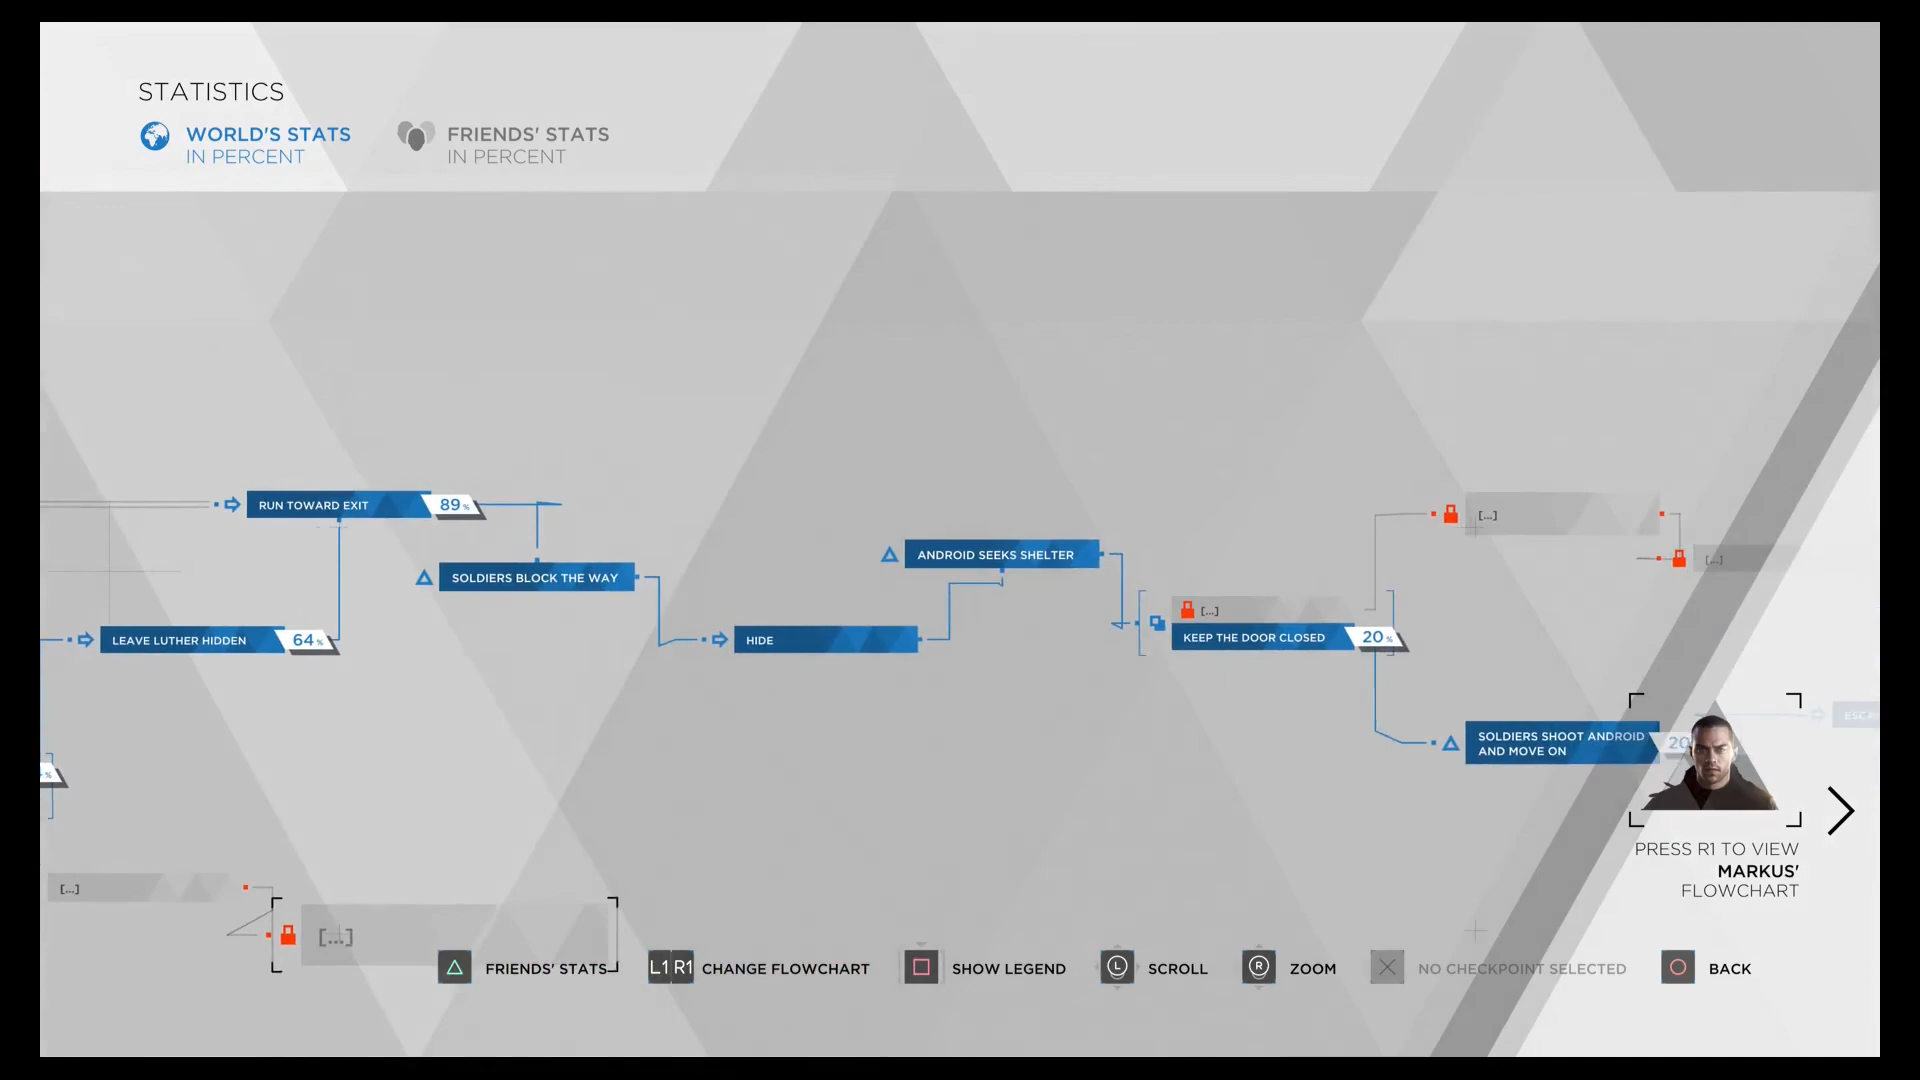 STATISTICS
WORLD'S STATS
IN PERCENT
FRIENDS' STATS
IN PERCENT
RUN TOWARD EXIT
89%
SOLDIERS BLOCK THE WAY
LEAVE LUTHER HIDDEN
64%
HIDE
ANDROID SEEKS SHELTER
[...]
KEEP THE DOOR CLOSED
20%
[...]
[...]
SOLDIERS SHOOT ANDROID
AND MOVE ON
20
%
[...]
[...]
PRESS R1 TO VIEW
MARKUS'
FLOWCHART
FRIENDS' STATS
L1 R1 CHANGE FLOWCHART
SHOW LEGEND
L SCROLL
R ZOOM
NO CHECKPOINT SELECTED
BACK